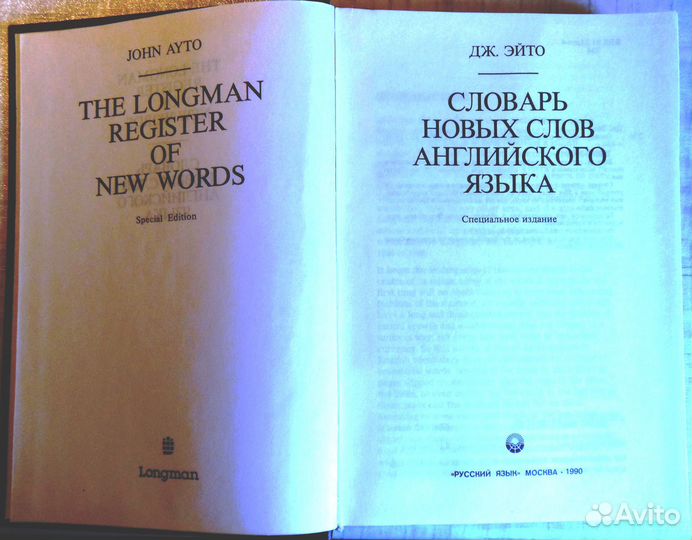 JOHN AYTO
THE LONGMAN
REGISTER
OF
NEW WORDS
Special Edition
Longman
ДЖ. ЭЙТО
СЛОВАРЬ
НОВЫХ СЛОВ
АНГЛИЙСКОГО
ЯЗЫКА
Специальное издание
«РУССКИЙ ЯЗЫК» МОСКВА · 1990
Avito